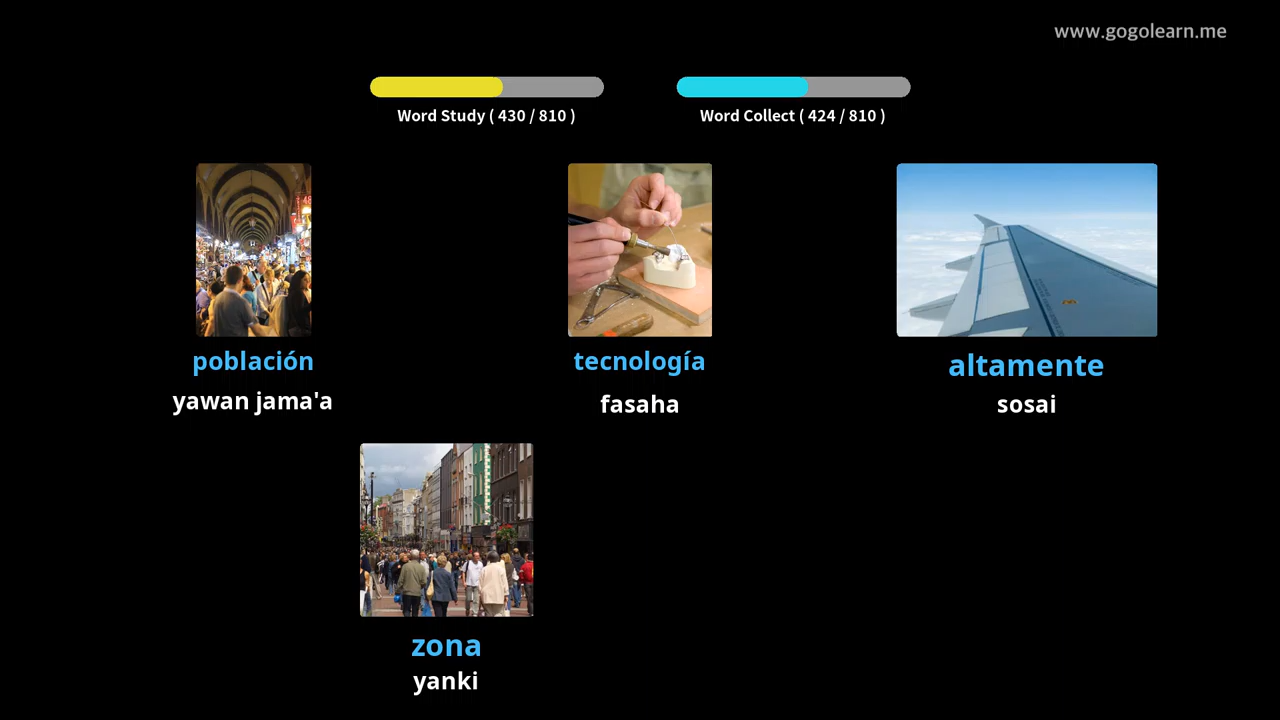 www.gogolearn.me
Word Study ( 430 / 810 )
Word Collect ( 424 / 810 )
población
yawan jama'a
tecnología
fasaha
altamente
sosai
zona
yanki